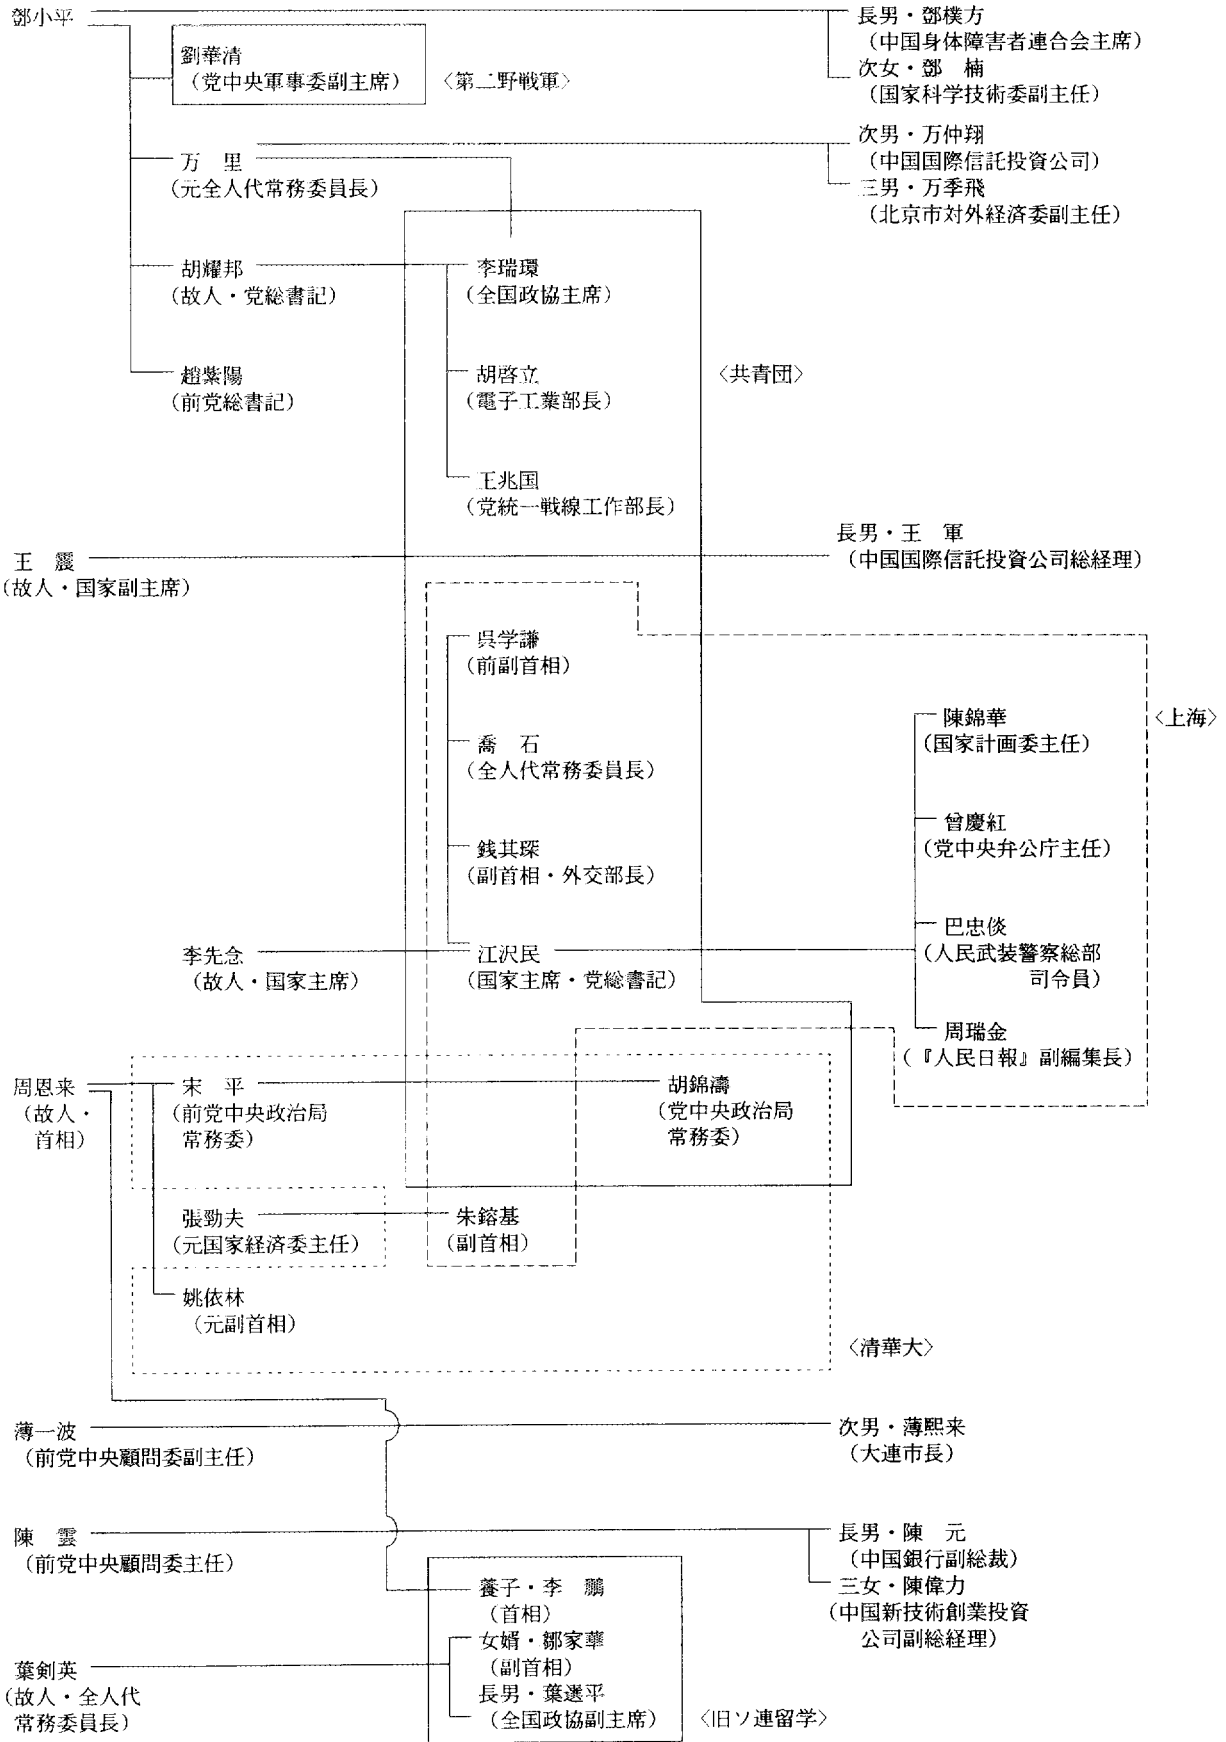 鄧小平
長男・鄧樸方
（中国身体障害者連合会主席）
次女・鄧　楠
（国家科学技術委副主任）
劉華清
（党中央軍事委副主席）
〈第二野戦軍〉
万　里
（元全人代常務委員長）
次男・万仲翔
（中国国際信託投資公司）
三男・万季飛
（北京市対外経済委副主任）
胡耀邦
（故人・党総書記）
李瑞環
（全国政協主席）
趙紫陽
（前党総書記）
胡啓立
（電子工業部長）
〈共青団〉
王兆国
（党統一戦線工作部長）
王　震
（故人・国家副主席）
長男・王　軍
（中国国際信託投資公司総経理）
呉学謙
（前副首相）
喬　石
（全人代常務委員長）
銭其琛
（副首相・外交部長）
李先念
（故人・国家主席）
江沢民
（国家主席・党総書記）
陳錦華
（国家計画委主任）
〈上海〉
曾慶紅
（党中央弁公庁主任）
巴忠倓
（人民武装警察総部
司令員）
周瑞金
（『人民日報』副編集長）
周恩来
（故人・
首相）
宋　平
（前党中央政治局
常務委）
胡錦濤
（党中央政治局
常務委）
張勁夫
（元国家経済委主任）
朱鎔基
（副首相）
姚依林
（元副首相）
〈清華大〉
薄一波
（前党中央顧問委副主任）
次男・薄熙来
（大連市長）
陳　雲
（前党中央顧問委主任）
長男・陳　元
（中国銀行副総裁）
三女・陳偉力
（中国新技術創業投資
公司副総経理）
養子・李　鵬
（首相）
女婿・鄒家華
（副首相）
長男・葉選平
（全国政協副主席）
〈旧ソ連留学〉
葉剣英
（故人・全人代
常務委員長）